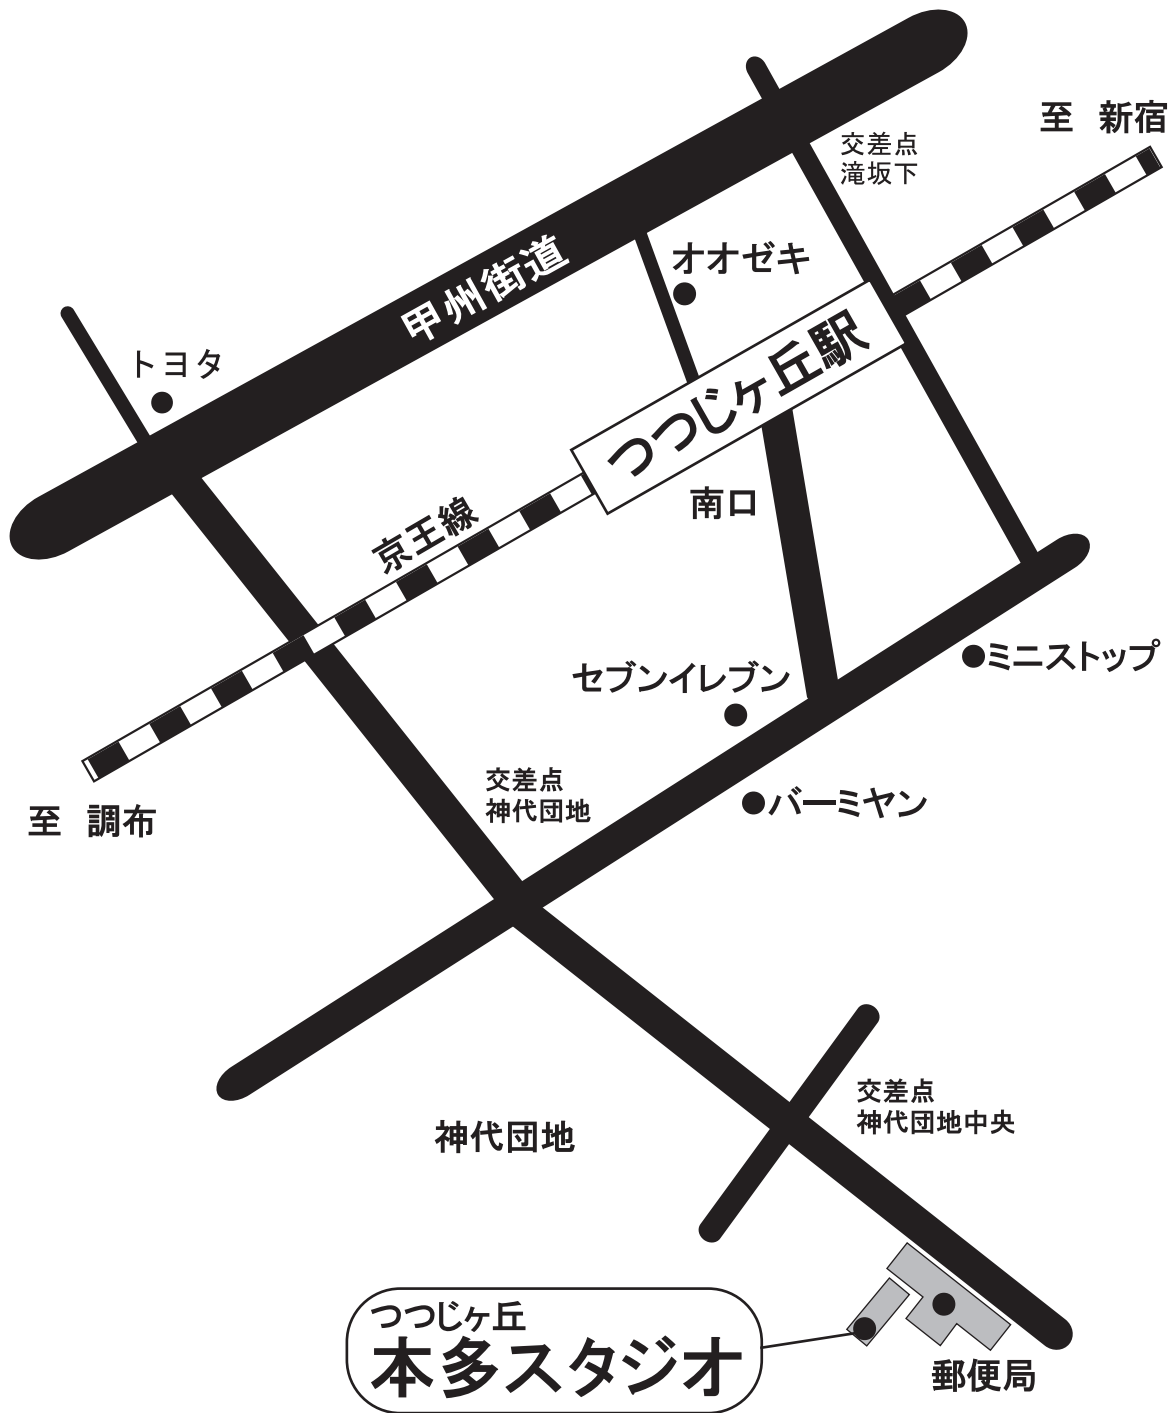 至 新宿
交差点
滝坂下
オオゼキ
甲州街道
トヨタ
つつじヶ丘駅
南口
京王線
ミニストップ
セブンイレブン
交差点
神代団地
バーミヤン
至 調布
交差点
神代団地中央
神代団地
つつじヶ丘
本多スタジオ
郵便局